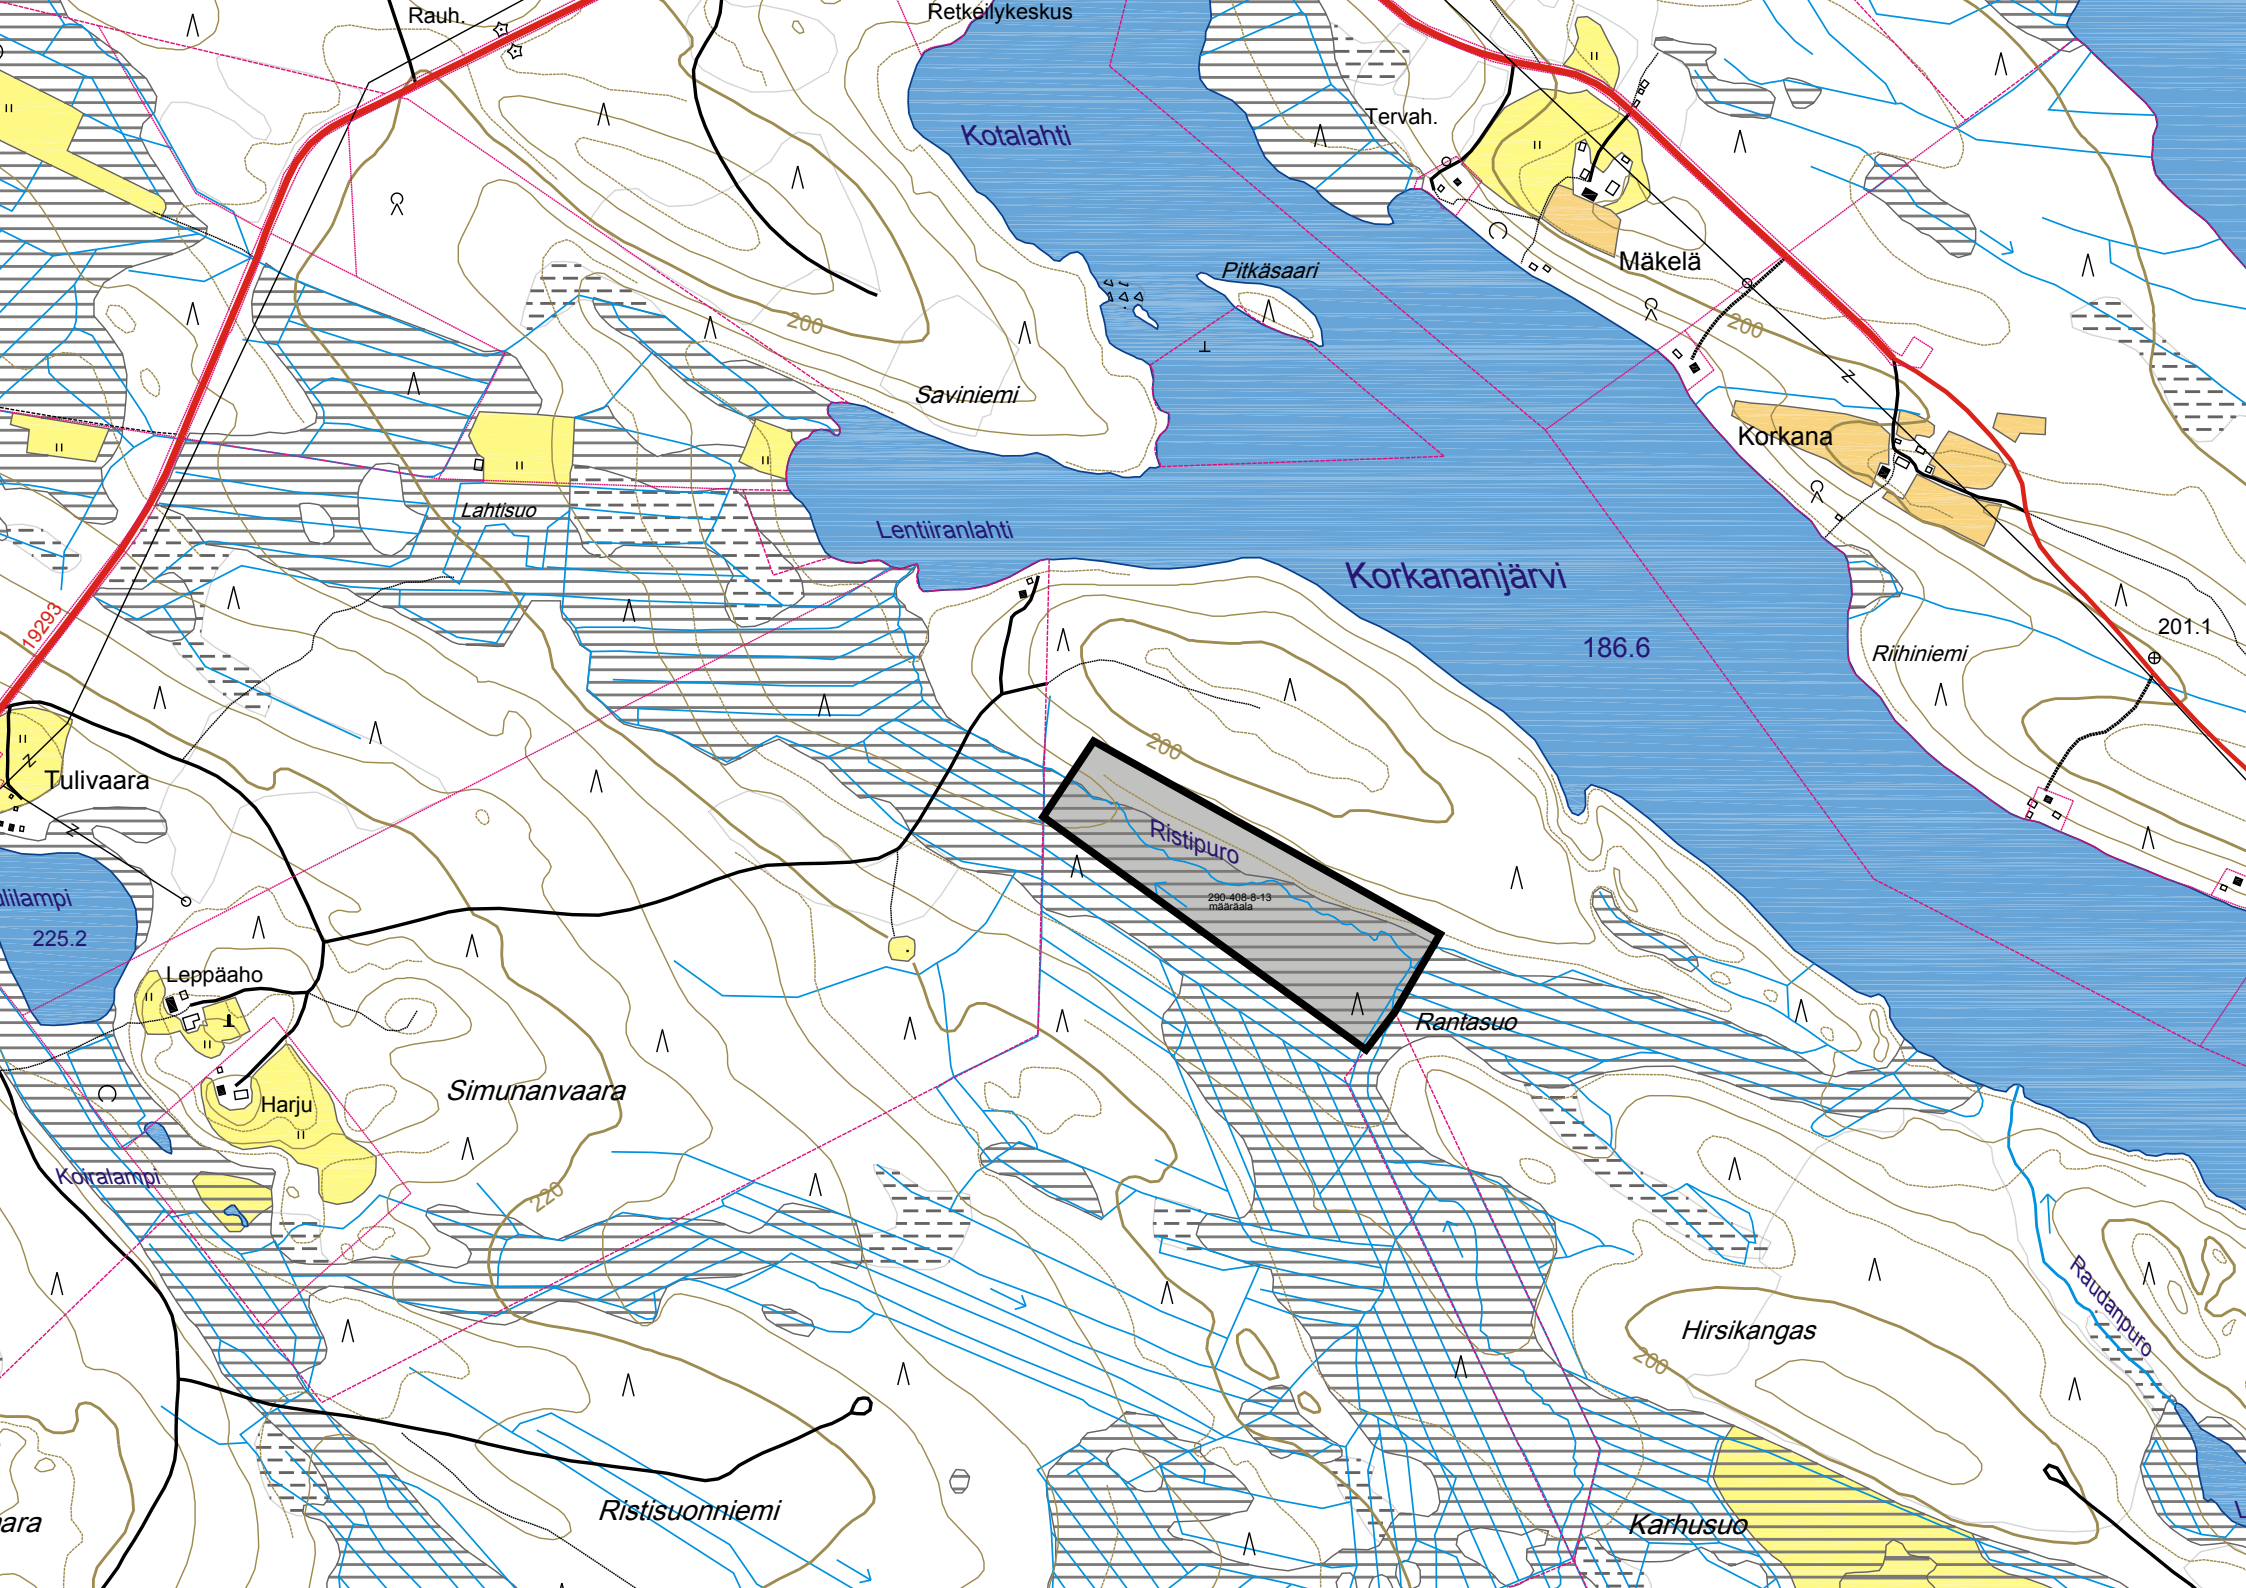 Rauh.
Retkeilykeskus
Tervah.
Kotalahti
Mäkelä
Pitkäsaari
200
200
Saviniemi
Korkana
Lahtisuo
Lentiiranlahti
Korkananjärvi
19293
186.6
201.1
Riihiniemi
200
Tulivaara
Ristipuro
290-408-8-13
määräala
225.2
Leppäaho
Rantasuo
Simunanvaara
Harju
Koiralampi
220
Raudanpuro
Hirsikangas
200
Ristisuonniemi
Karhusuo